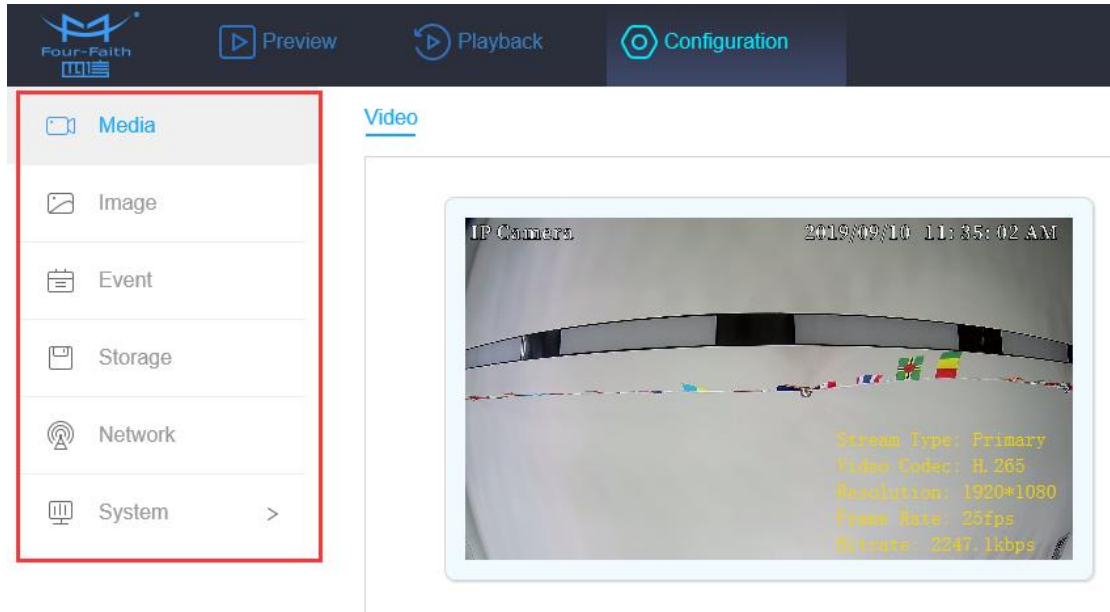 Four-Faith
四信
Preview
Playback
Configuration
Media
Image
Event
Storage
Network
System >
Video
IP Camera
2019/09/10 11:35:02 AM
Stream Type: Primary
Video Codec: H.265
Resolution: 1920*1080
Frame Rate: 25fps
Bitrate: 2247.1kbps